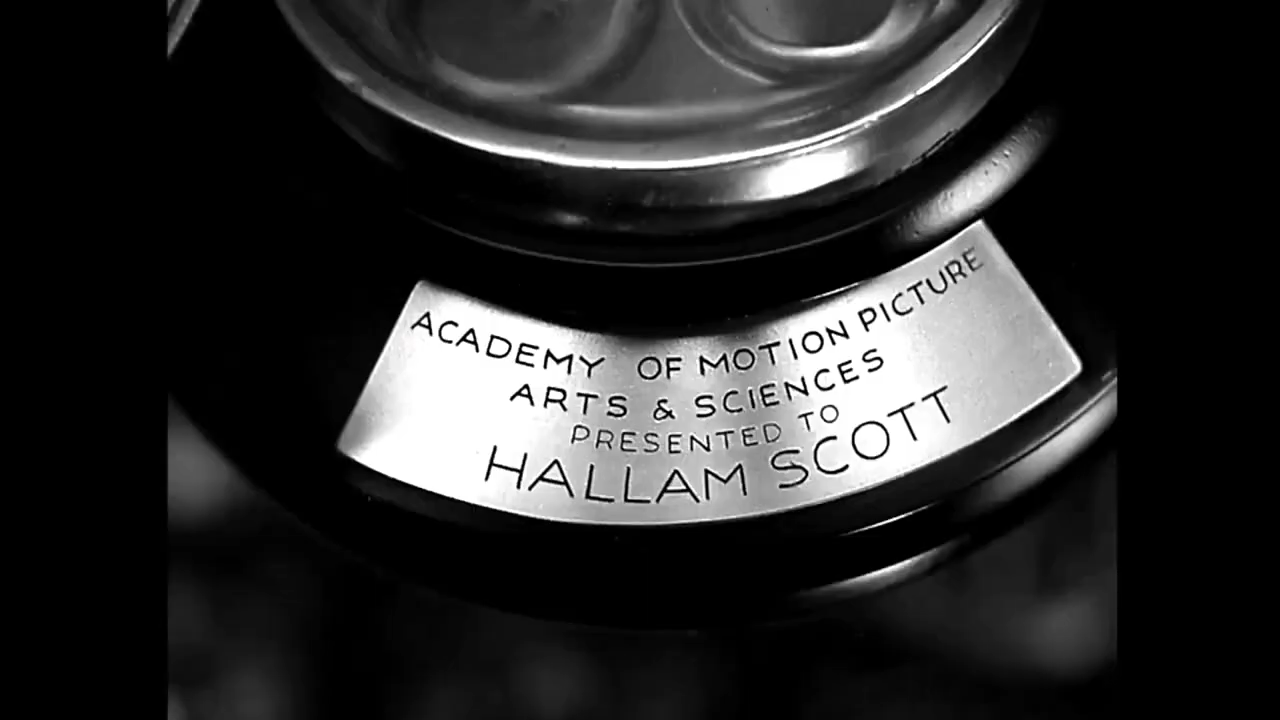 ACADEMY OF MOTION PICTURE
ARTS & SCIENCES
PRESENTED TO
HALLAM SCOTT